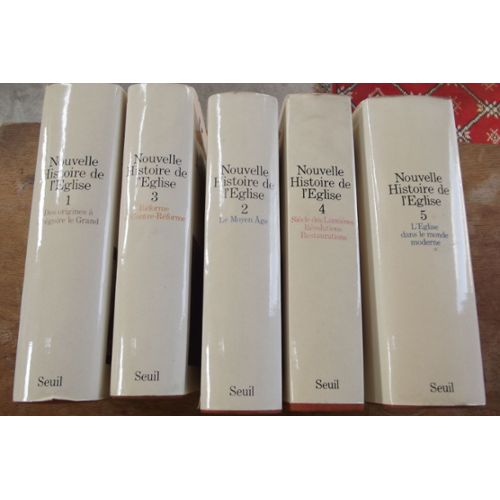 Nouvelle
Histoire de
l'Eglise
1
Des origines à
Grégoire le Grand
Seuil
Nouvelle
Histoire de
l'Eglise
3
Réforme
Contre-Réforme
Seuil
Nouvelle
Histoire de
l'Eglise
2
Le Moyen Age
Seuil
Nouvelle
Histoire de
l'Eglise
4
Siècle des Lumières
Révolutions
Restaurations
Seuil
Nouvelle
Histoire de
l'Eglise
5
L'Eglise
dans le monde
moderne
Seuil